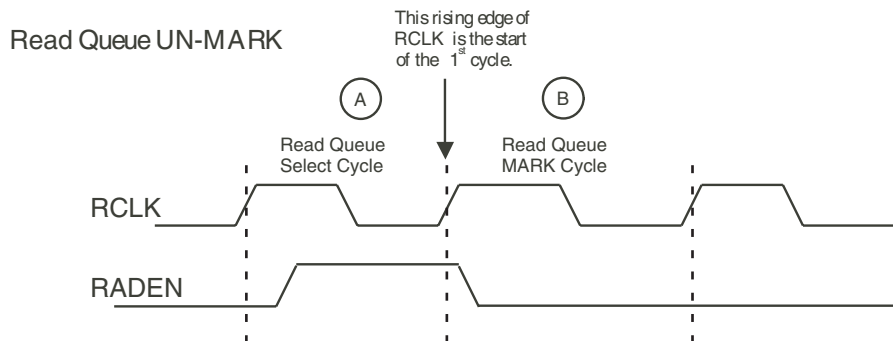 Read Queue UN-MARK
This rising edge of
RCLK is the start
of the 1st cycle.
A
B
Read Queue
Select Cycle
Read Queue
MARK Cycle
RCLK
RADEN